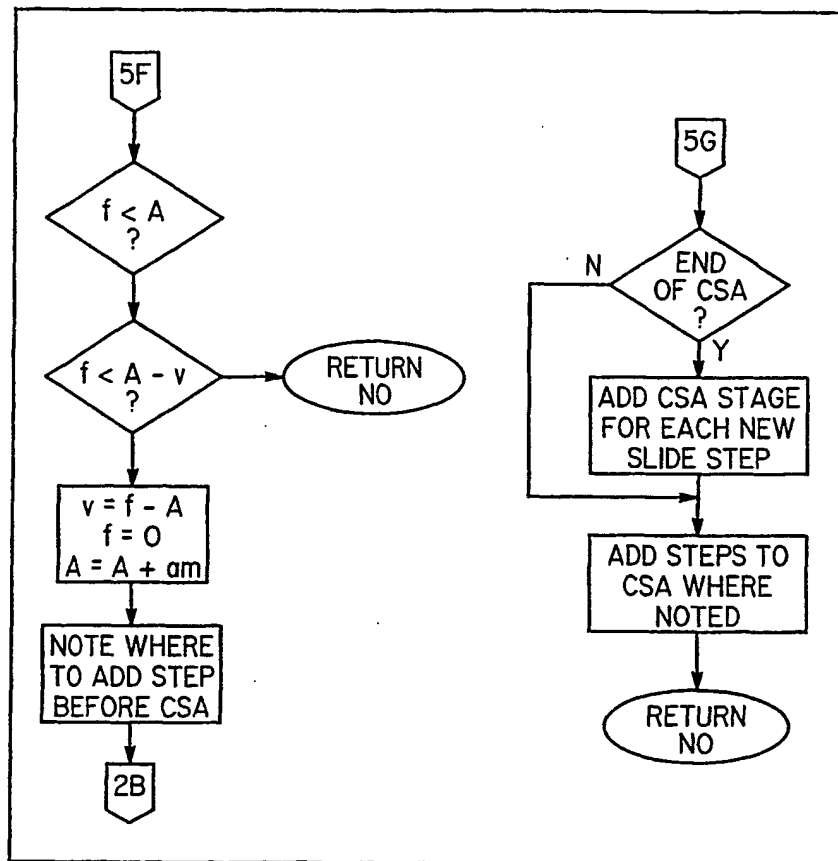 5F
f < A
?
f < A - v
?
RETURN
NO
v = f - A
f = 0
A = A + am
NOTE WHERE
TO ADD STEP
BEFORE CSA
2B
5G
N
END
OF CSA
?
Y
ADD CSA STAGE
FOR EACH NEW
SLIDE STEP
ADD STEPS TO
CSA WHERE
NOTED
RETURN
NO